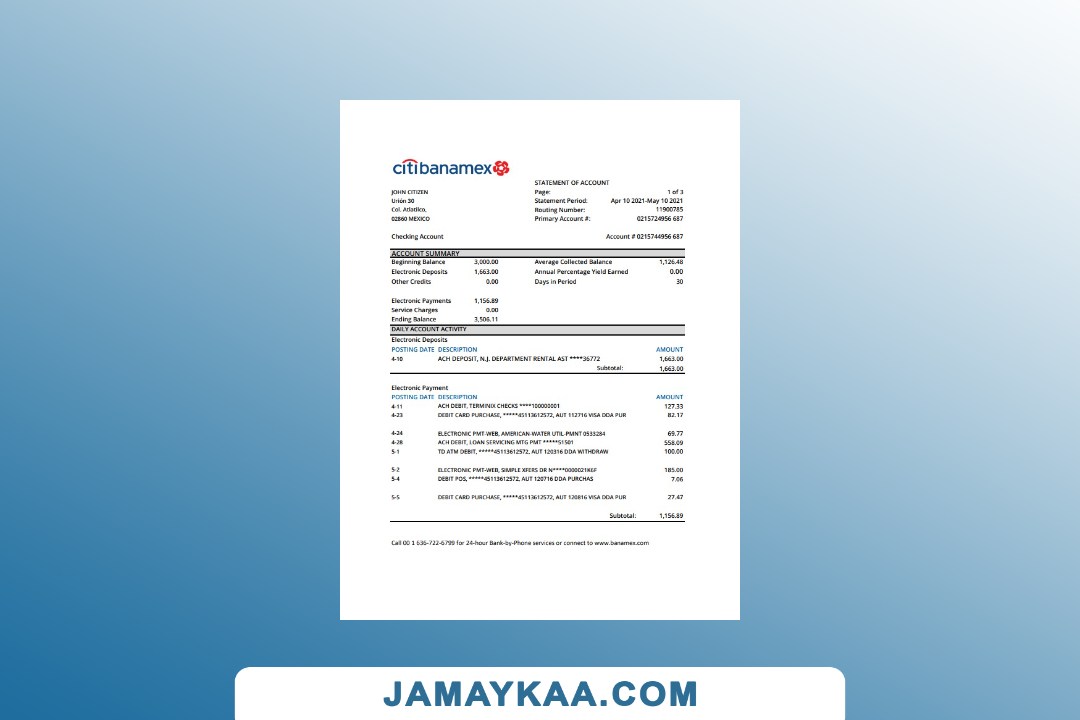 citibanamex
STATEMENT OF ACCOUNT
JOHN CITIZEN Page: 1 of 3
Urión 30 Statement Period: Apr 10 2021-May 10 2021
Col. Atlatilco, Routing Number: 11900785
02860 MEXICO Primary Account #: 0215724956 687
Checking Account Account # 0215744956 687
ACCOUNT SUMMARY
Beginning Balance 3,000.00 Average Collected Balance 1,126.48
Electronic Deposits 1,663.00 Annual Percentage Yield Earned 0.00
Other Credits 0.00 Days in Period 30
Electronic Payments 1,156.89
Service Charges 0.00
Ending Balance 3,506.11
DAILY ACCOUNT ACTIVITY
Electronic Deposits
POSTING DATE DESCRIPTION AMOUNT
4-10 ACH DEPOSIT, N.J. DEPARTMENT RENTAL AST ****36772 1,663.00
Subtotal: 1,663.00
Electronic Payment
POSTING DATE DESCRIPTION AMOUNT
4-11 ACH DEBIT, TERMINIX CHECKS ****100000001 127.33
4-23 DEBIT CARD PURCHASE, *****45113612572, AUT 112716 VISA DDA PUR 82.17
4-24 ELECTRONIC PMT-WEB, AMERICAN-WATER UTIL-PMNT 0533284 69.77
4-28 ACH DEBIT, LOAN SERVICING MTG PMT *****51501 558.09
5-1 TD ATM DEBIT, *****45113612572, AUT 120316 DDA WITHDRAW 100.00
5-2 ELECTRONIC PMT-WEB, SIMPLE XFERS DR N****0000021K6F 185.00
5-4 DEBIT POS, *****45113612572, AUT 120716 DDA PURCHAS 7.06
5-5 DEBIT CARD PURCHASE, *****45113612572, AUT 120816 VISA DDA PUR 27.47
Subtotal: 1,156.89
Call 00 1 636-722-6799 for 24-hour Bank-by-Phone services or connect to www.banamex.com
JAMAYKAA.COM